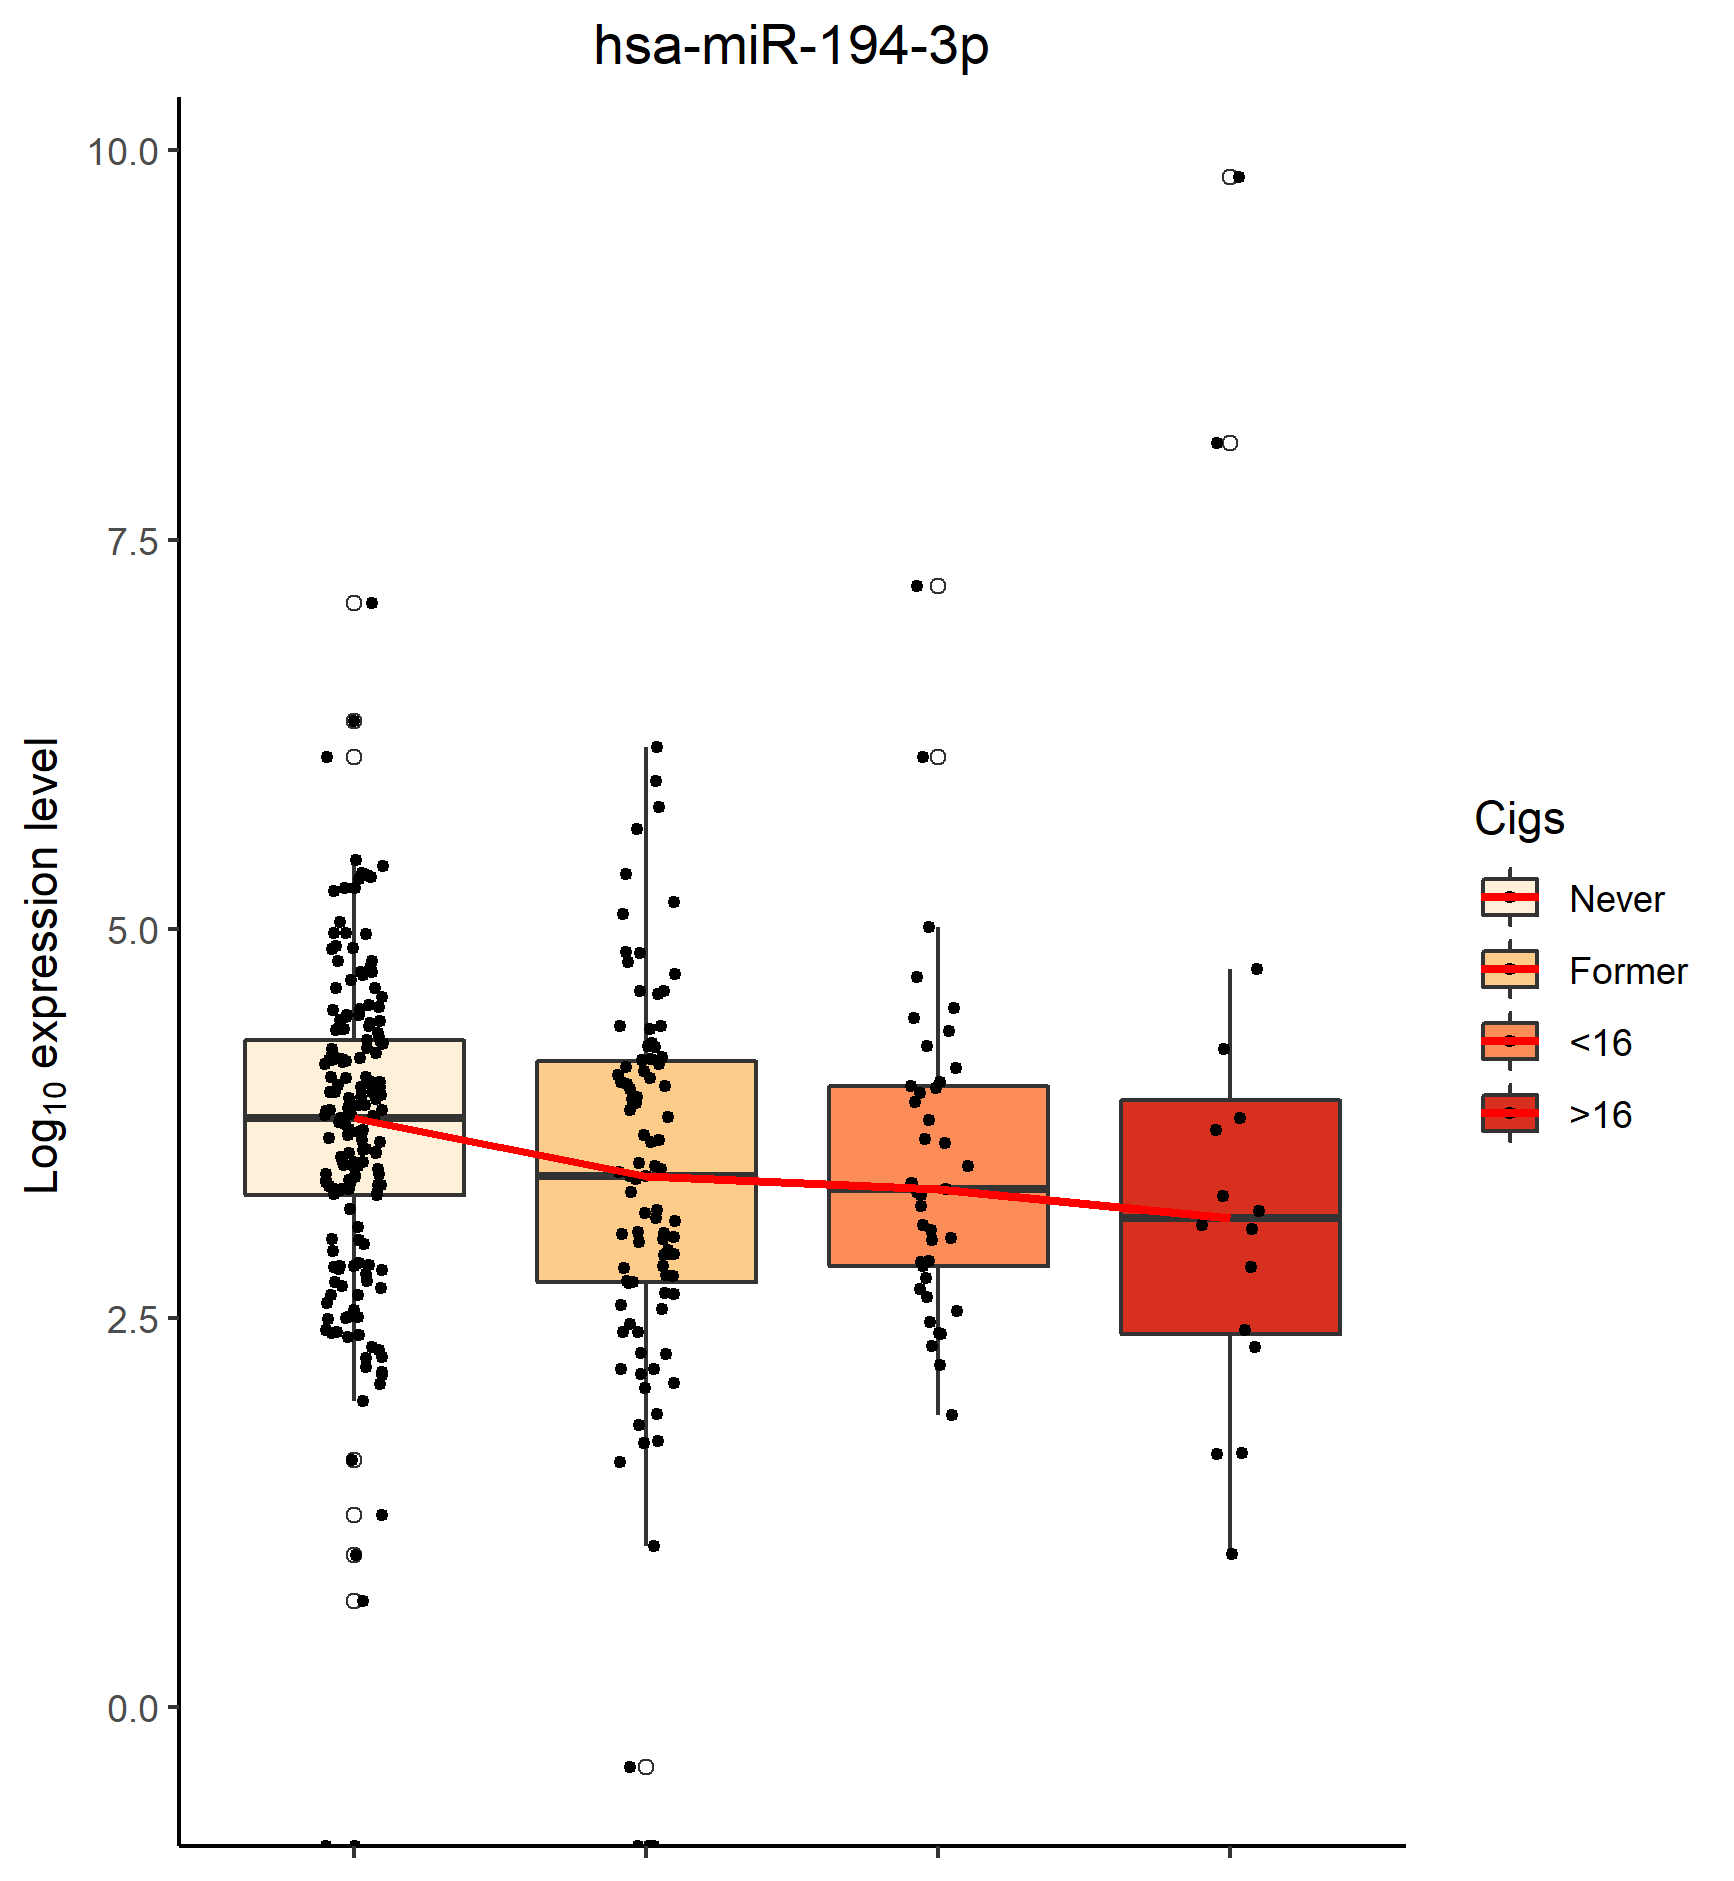 hsa-miR-194-3p
10.0
7.5
5.0
2.5
0.0
Log₁₀ expression level
Cigs
Never
Former
<16
>16